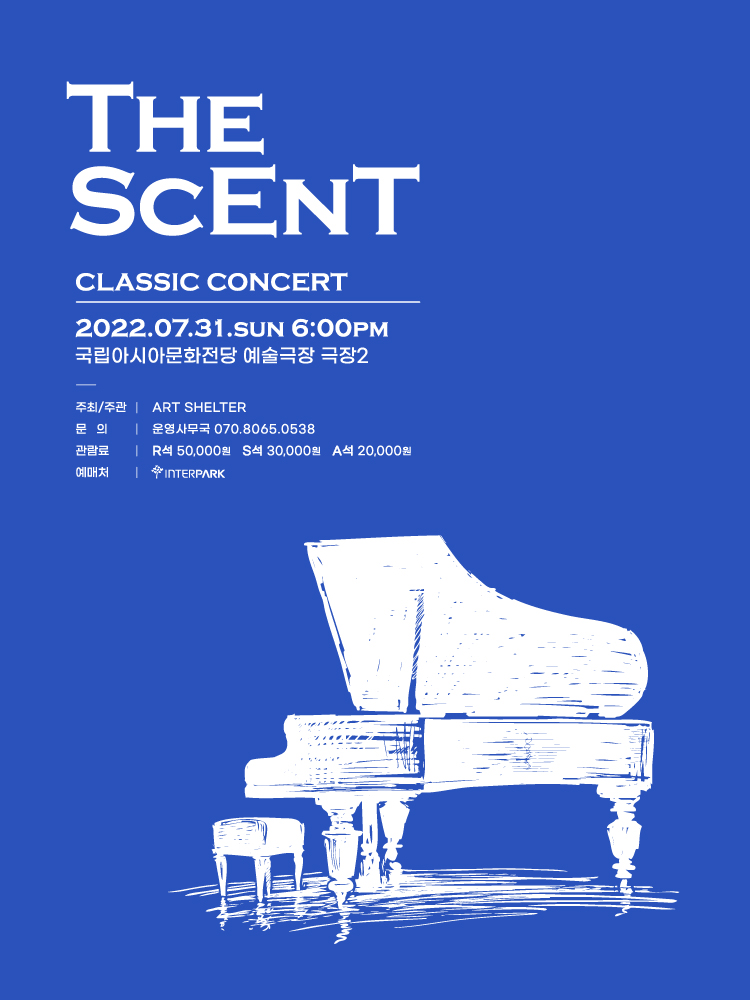 THE
SCENT
CLASSIC CONCERT
2022.07.31.SUN 6:00PM
국립아시아문화전당 예술극장 극장2
주최/주관 | ART SHELTER
문 의 | 운영사무국 070.8065.0538
관람료 | R석 50,000원 S석 30,000원 A석 20,000원
예매처 | INTERPARK